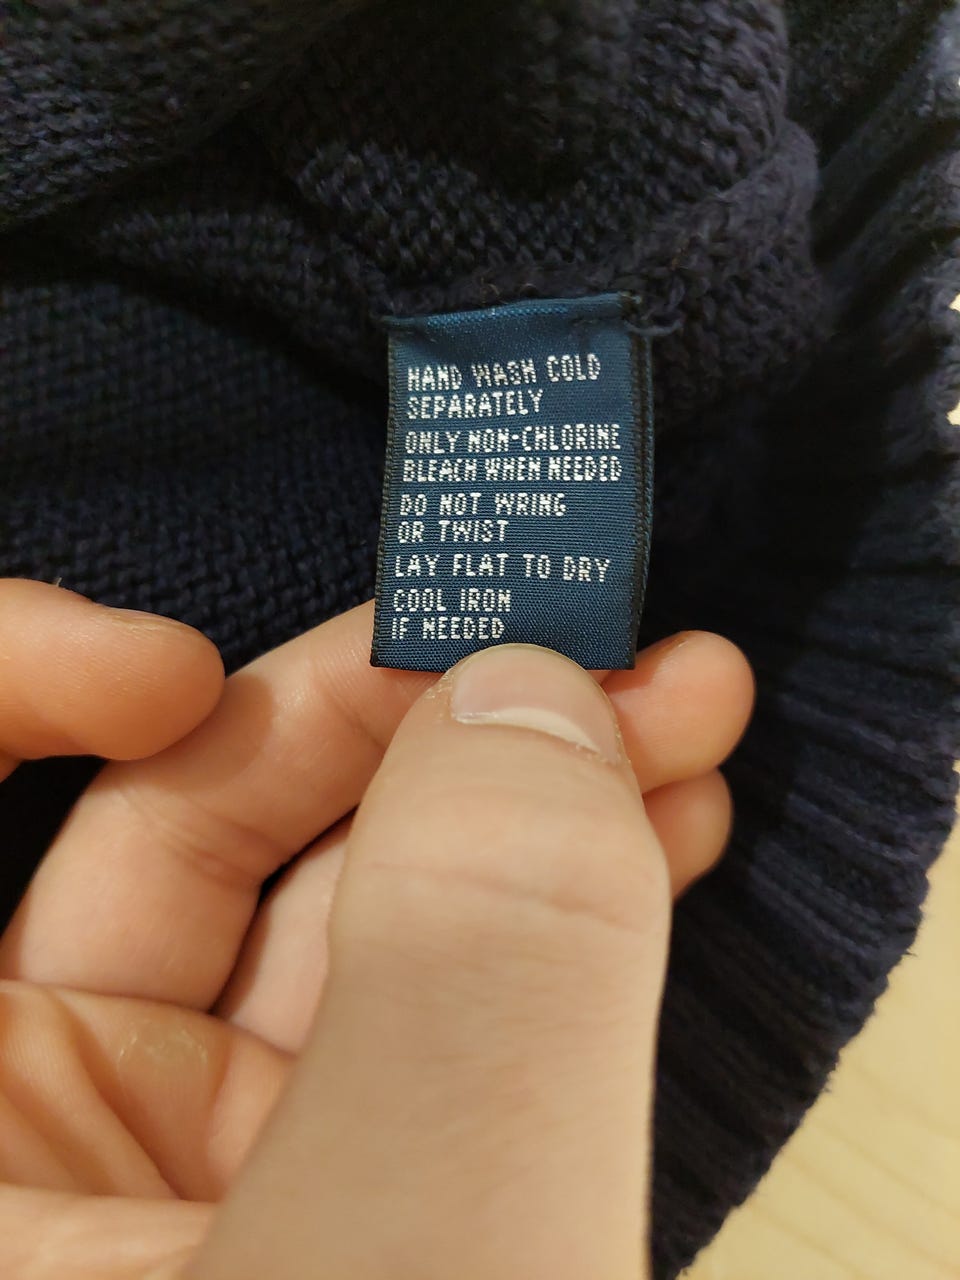 HAND WASH COLD
SEPARATELY
ONLY NON-CHLORINE
BLEACH WHEN NEEDED
DO NOT WRING
OR TWIST
LAY FLAT TO DRY
COOL IRON
IF NEEDED